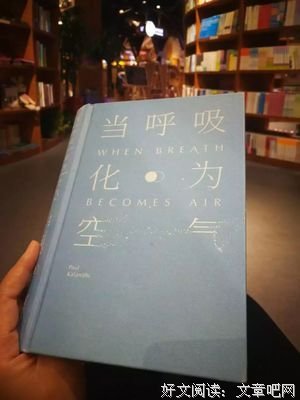 当呼吸
WHEN BREATH
化为
BECOMES AIR
空气
Paul
Kalanithi
好文阅读：文章吧网